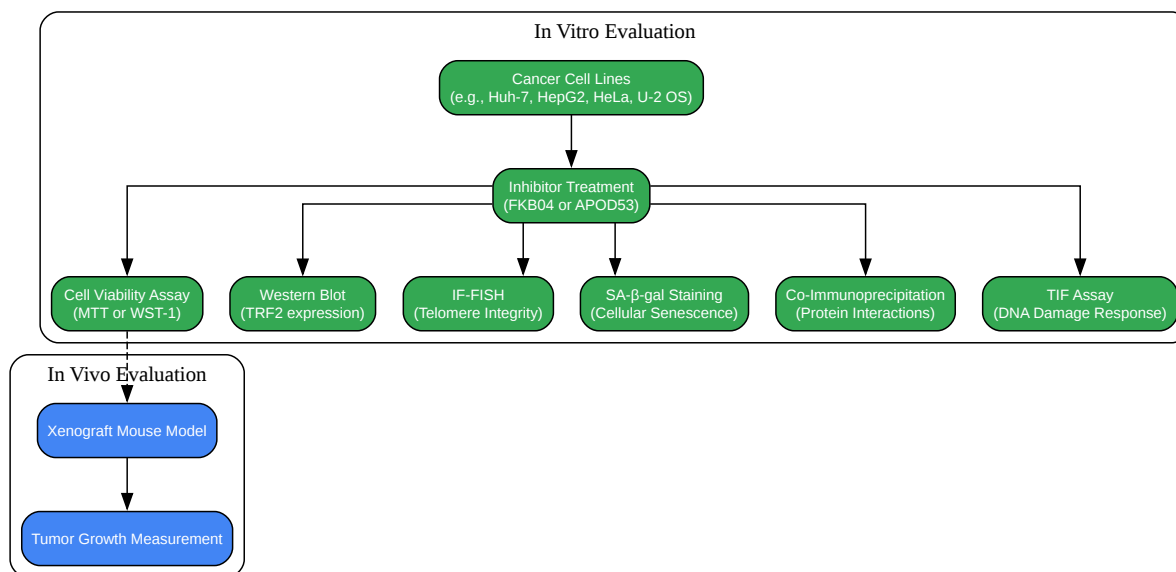 In Vitro Evaluation
Cancer Cell Lines
(e.g., Huh-7, HepG2, HeLa, U-2 OS)
Inhibitor Treatment
(FKB04 or APOD53)
Cell Viability Assay
(MTT or WST-1)
Western Blot
(TRF2 expression)
IF-FISH
(Telomere Integrity)
SA-β-gal Staining
(Cellular Senescence)
Co-Immunoprecipitation
(Protein Interactions)
TIF Assay
(DNA Damage Response)
In Vivo Evaluation
Xenograft Mouse Model
Tumor Growth Measurement